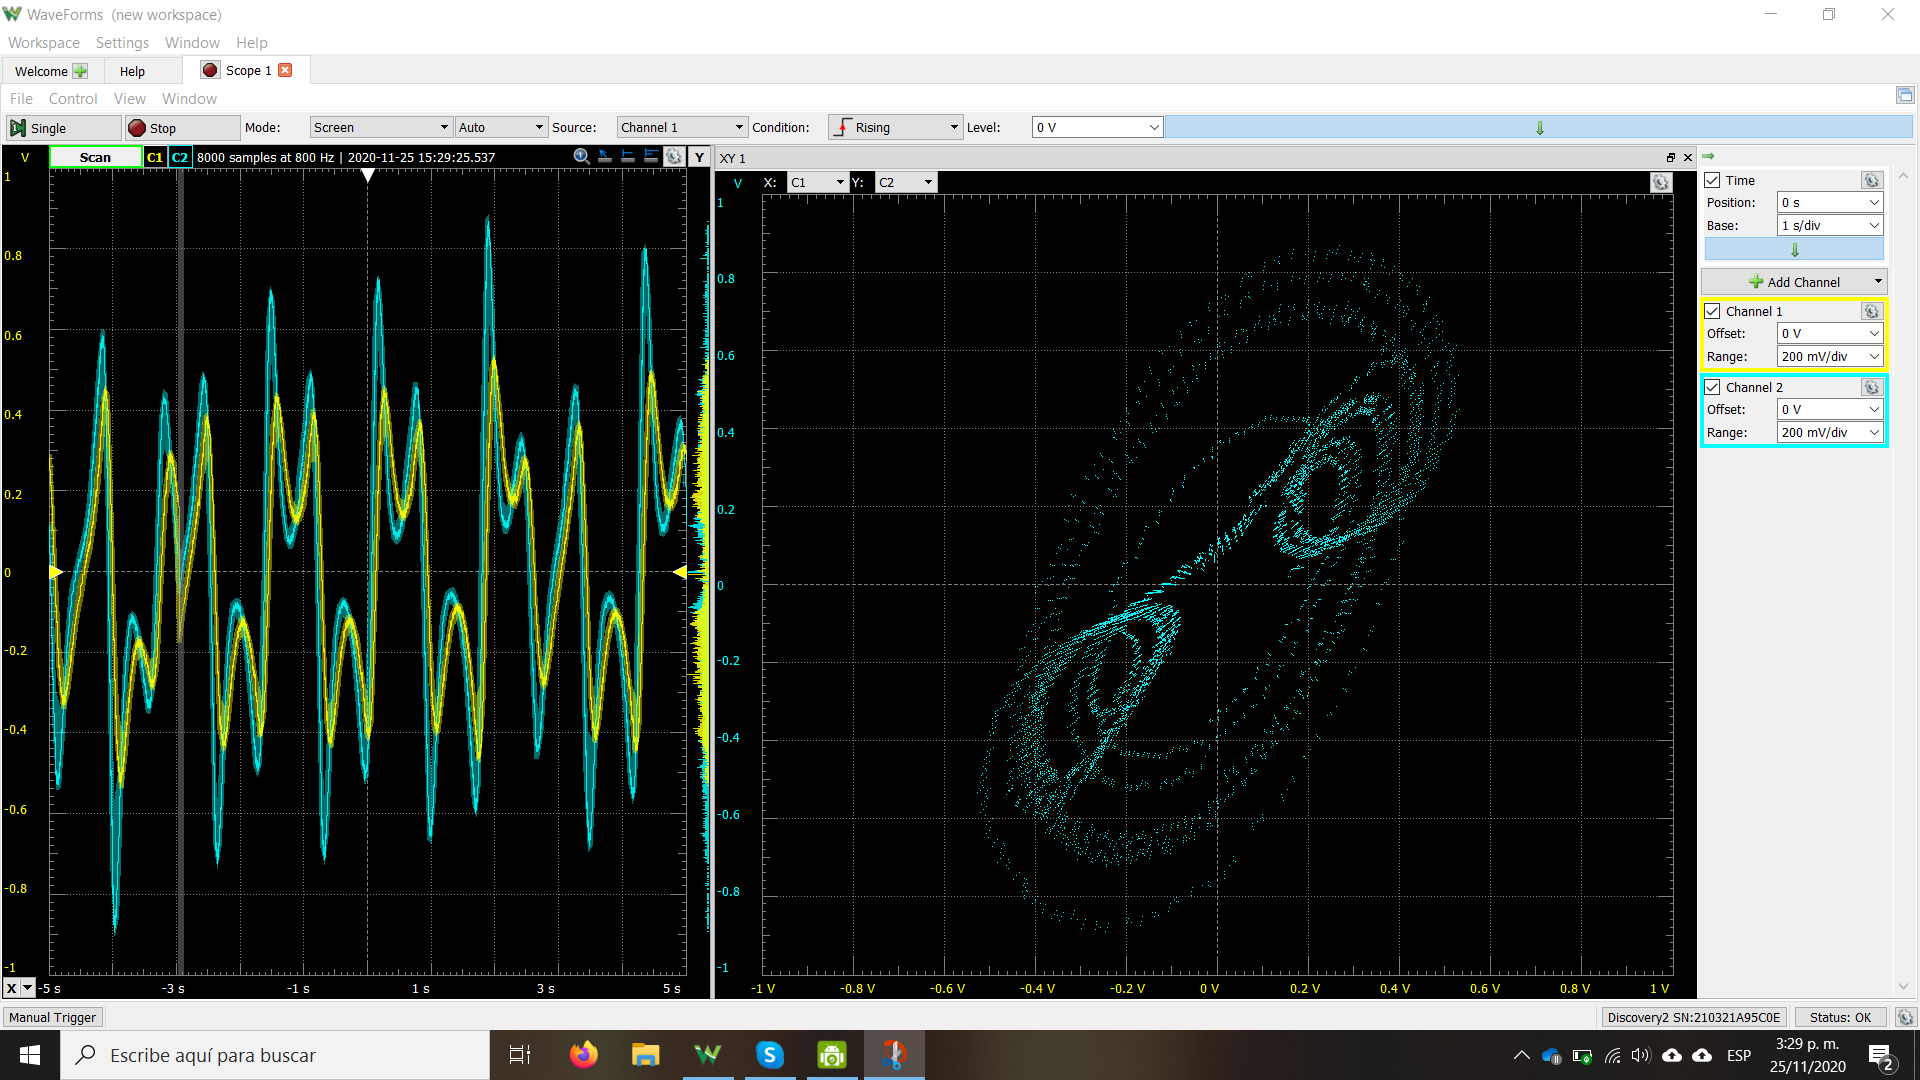 WaveForms (new workspace)
Workspace Settings Window Help
Welcome Help Scope 1
File Control View Window
Single Stop Mode: Screen Auto Source: Channel 1 Condition: Rising Level: 0 V
V Scan C1 C2 8000 samples at 800 Hz | 2020-11-25 15:29:25.537 Y
XY 1
V X: C1 Y: C2
1
0.8
0.6
0.4
0.2
0
-0.2
-0.4
-0.6
-0.8
-1
X -5 s -3 s -1 s 1 s 3 s 5 s
1
0.8
0.6
0.4
0.2
0
-0.2
-0.4
-0.6
-0.8
-1
-1 V -0.8 V -0.6 V -0.4 V -0.2 V 0 V 0.2 V 0.4 V 0.6 V 0.8 V 1 V
Time
Position: 0 s
Base: 1 s/div
Add Channel
Channel 1
Offset: 0 V
Range: 200 mV/div
Channel 2
Offset: 0 V
Range: 200 mV/div
Manual Trigger
Discovery2 SN:210321A95C0E Status: OK
Escribe aquí para buscar
ESP
3:29 p. m.
25/11/2020
2